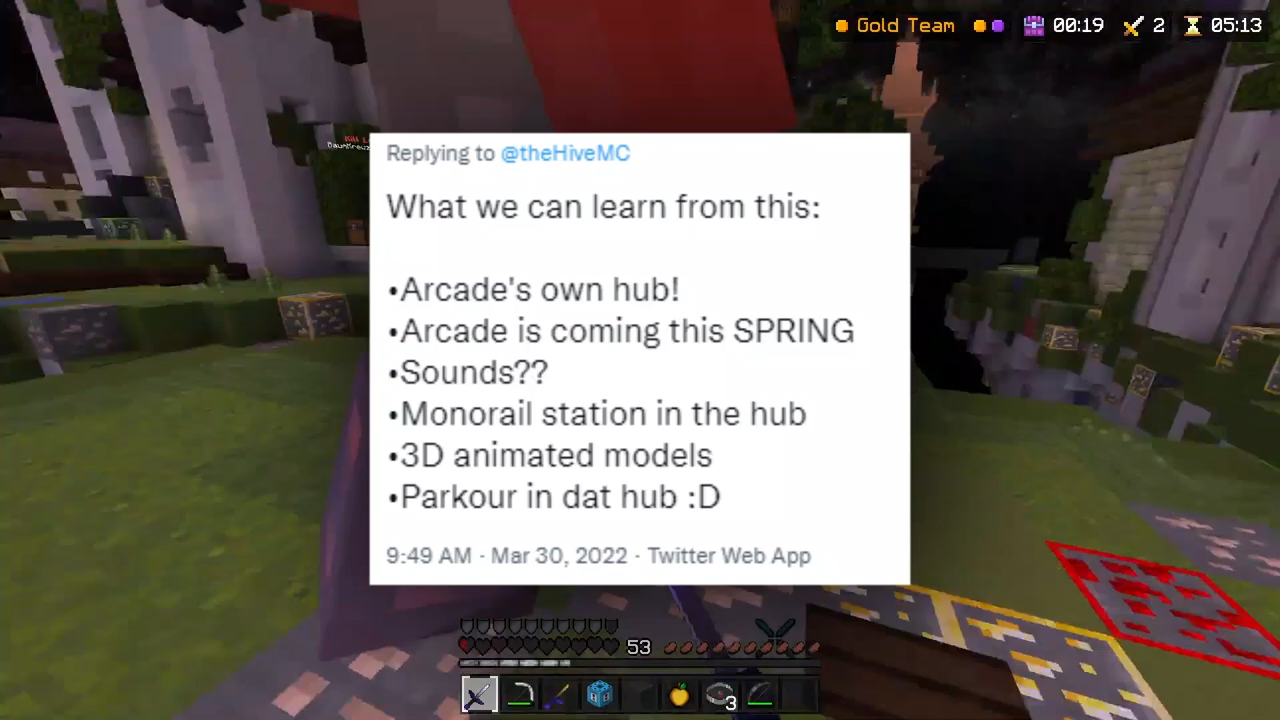 Gold Team 00:19 2 05:13
Replying to @theHiveMC
What we can learn from this:
•Arcade's own hub!
•Arcade is coming this SPRING
•Sounds??
•Monorail station in the hub
•3D animated models
•Parkour in dat hub :D
9:49 AM · Mar 30, 2022 · Twitter Web App
53
3